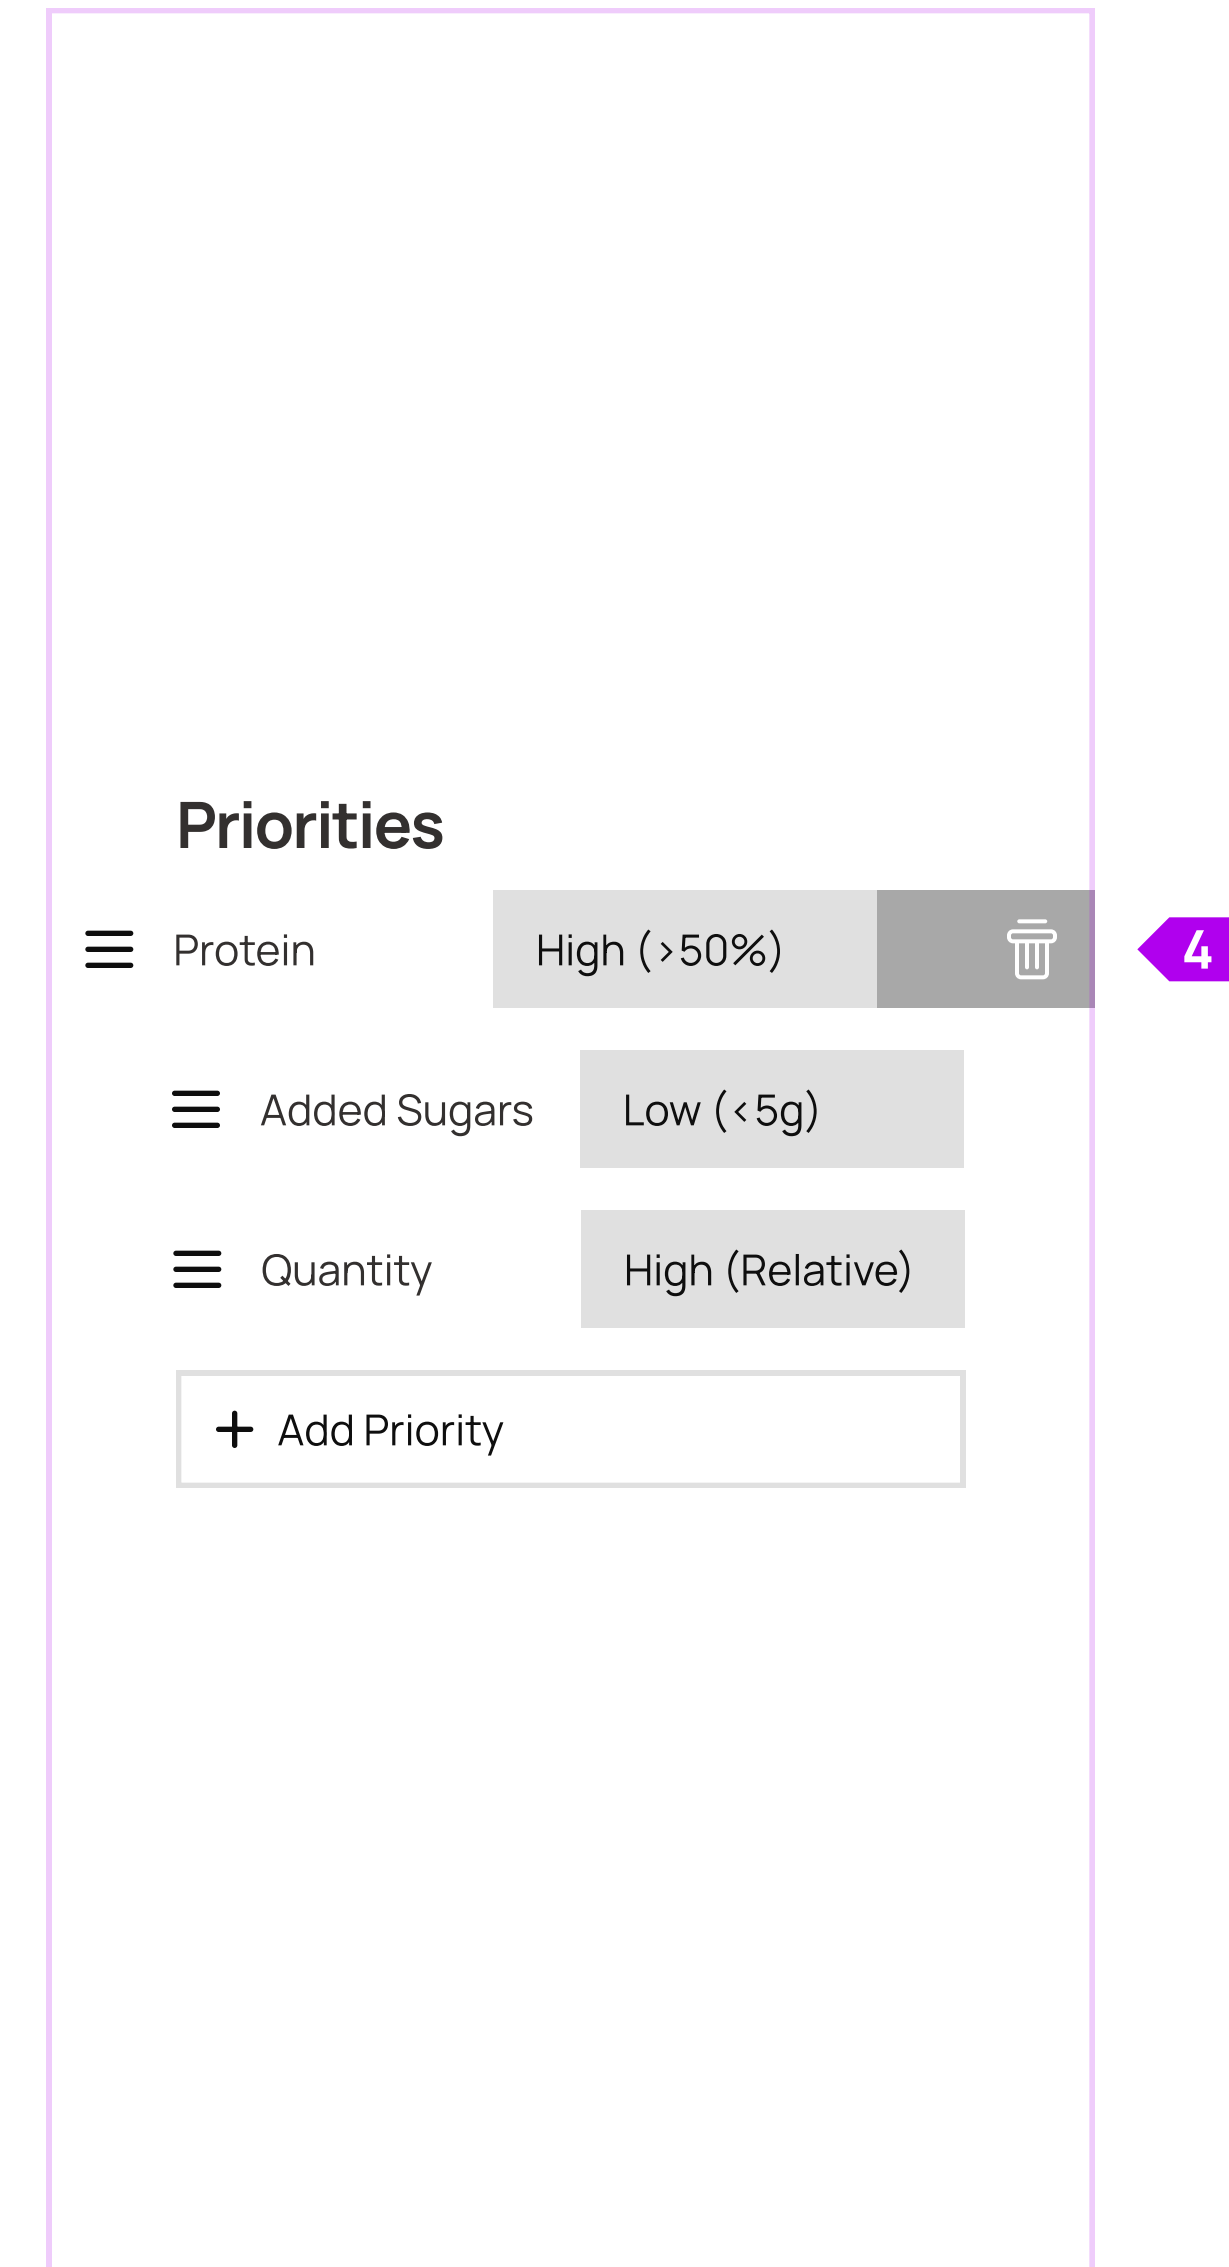 Priorities
Protein High (>50%)
4
Added Sugars Low (<5g)
Quantity High (Relative)
Add Priority